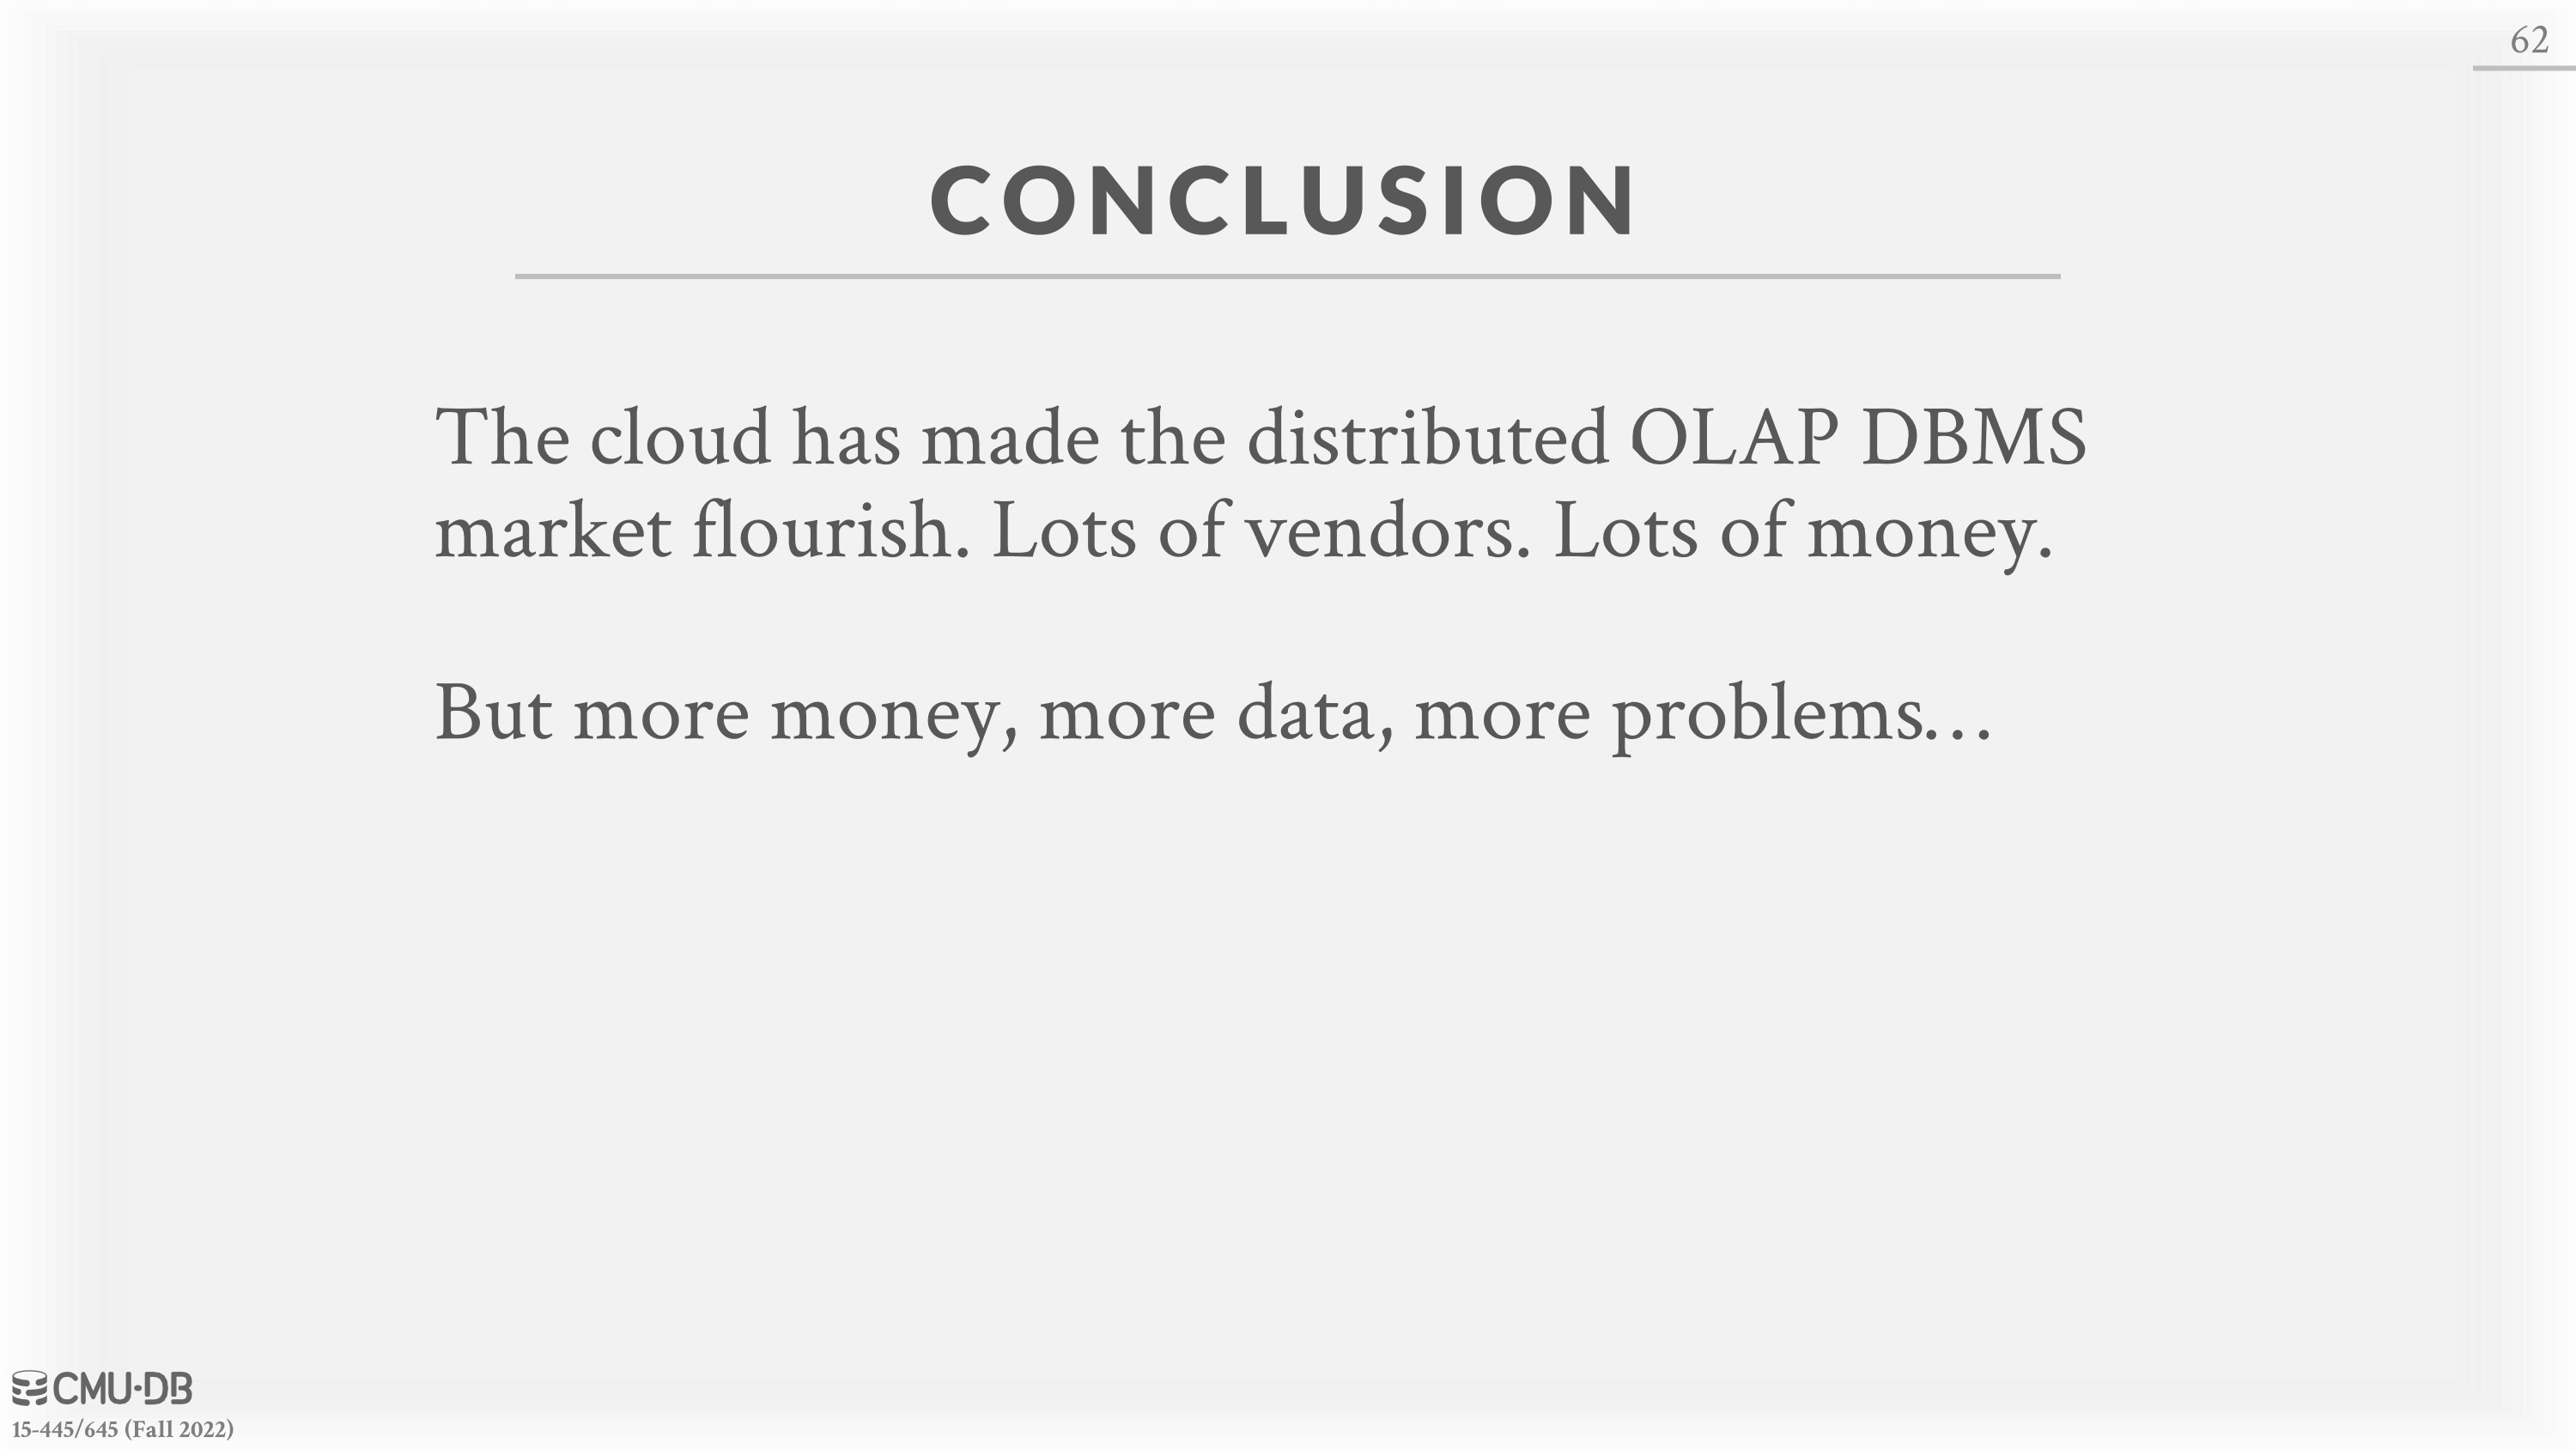 62
CONCLUSION
The cloud has made the distributed OLAP DBMS
market flourish. Lots of vendors. Lots of money.
But more money, more data, more problems…
CMU·DB
15-445/645 (Fall 2022)